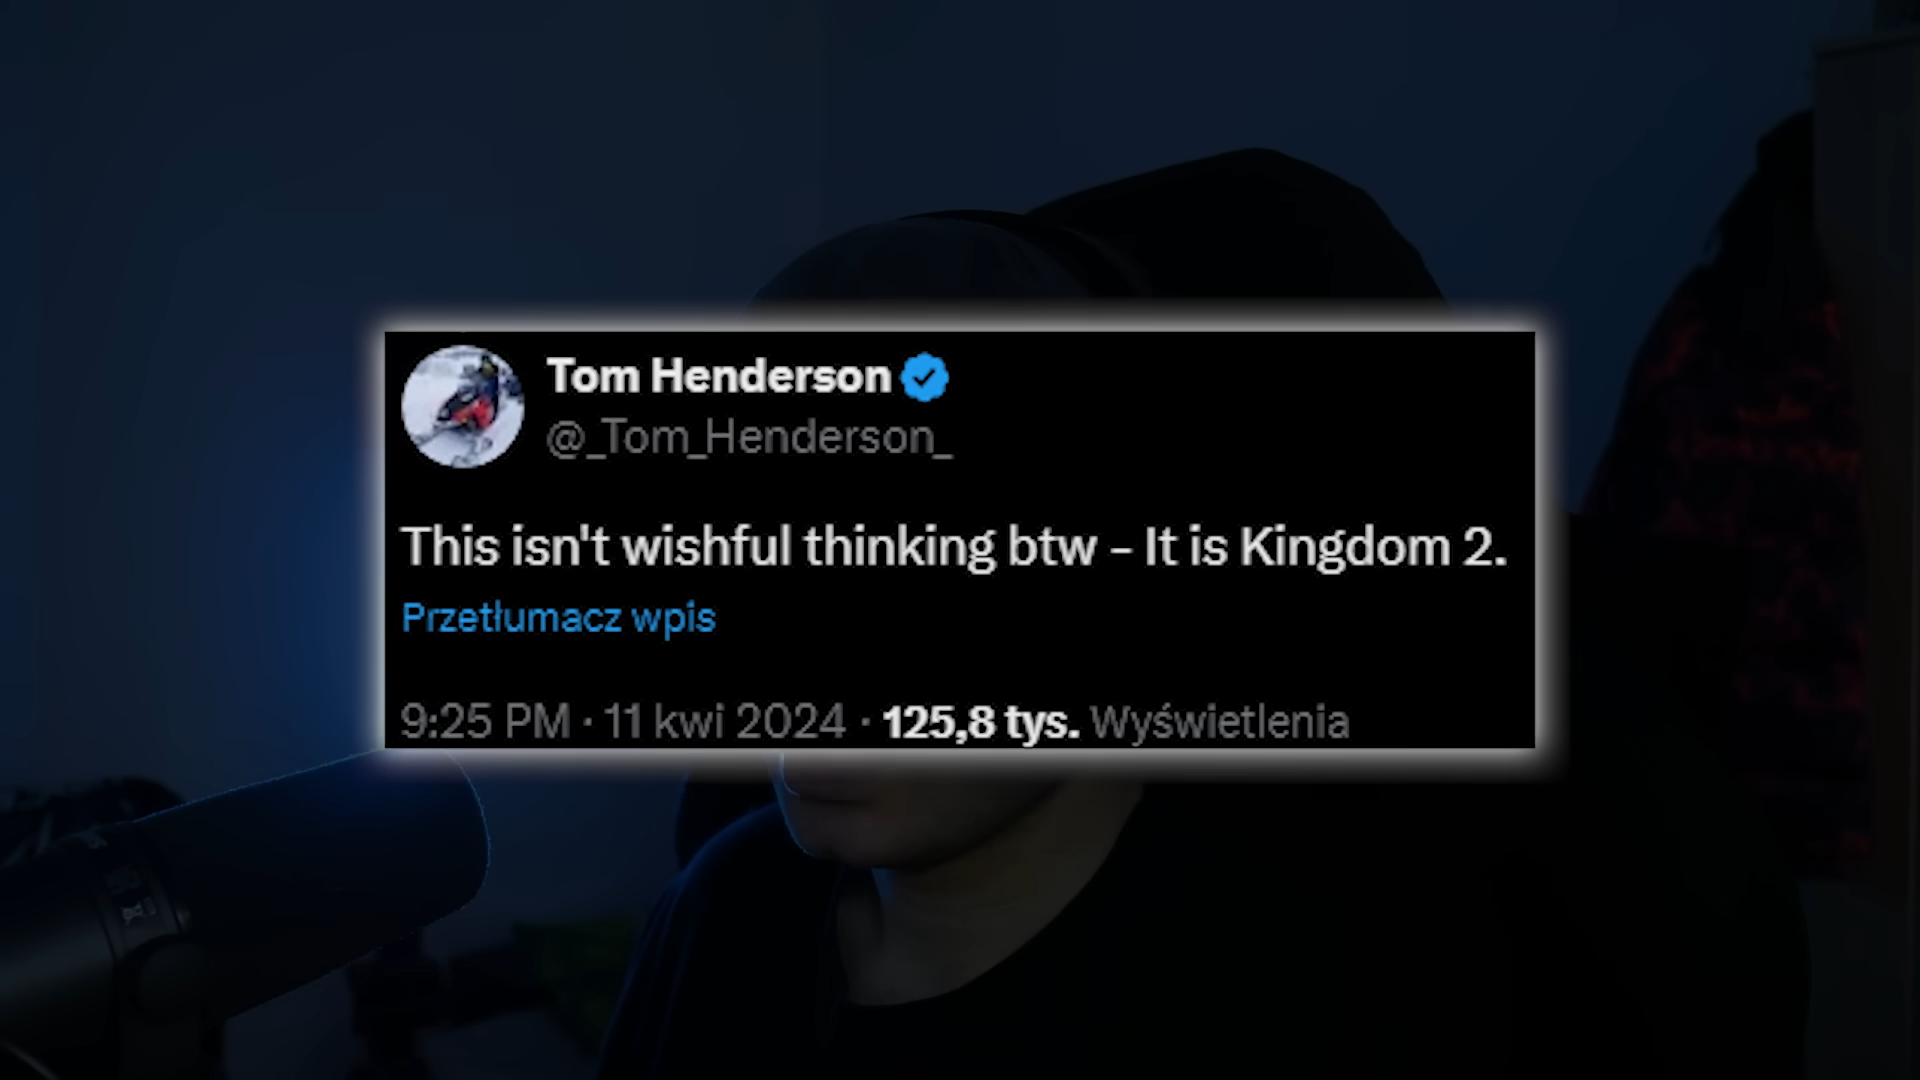 Tom Henderson
@_Tom_Henderson_
This isn't wishful thinking btw – It is Kingdom 2.
Przetłumacz wpis
9:25 PM · 11 kwi 2024 · 125,8 tys. Wyświetlenia